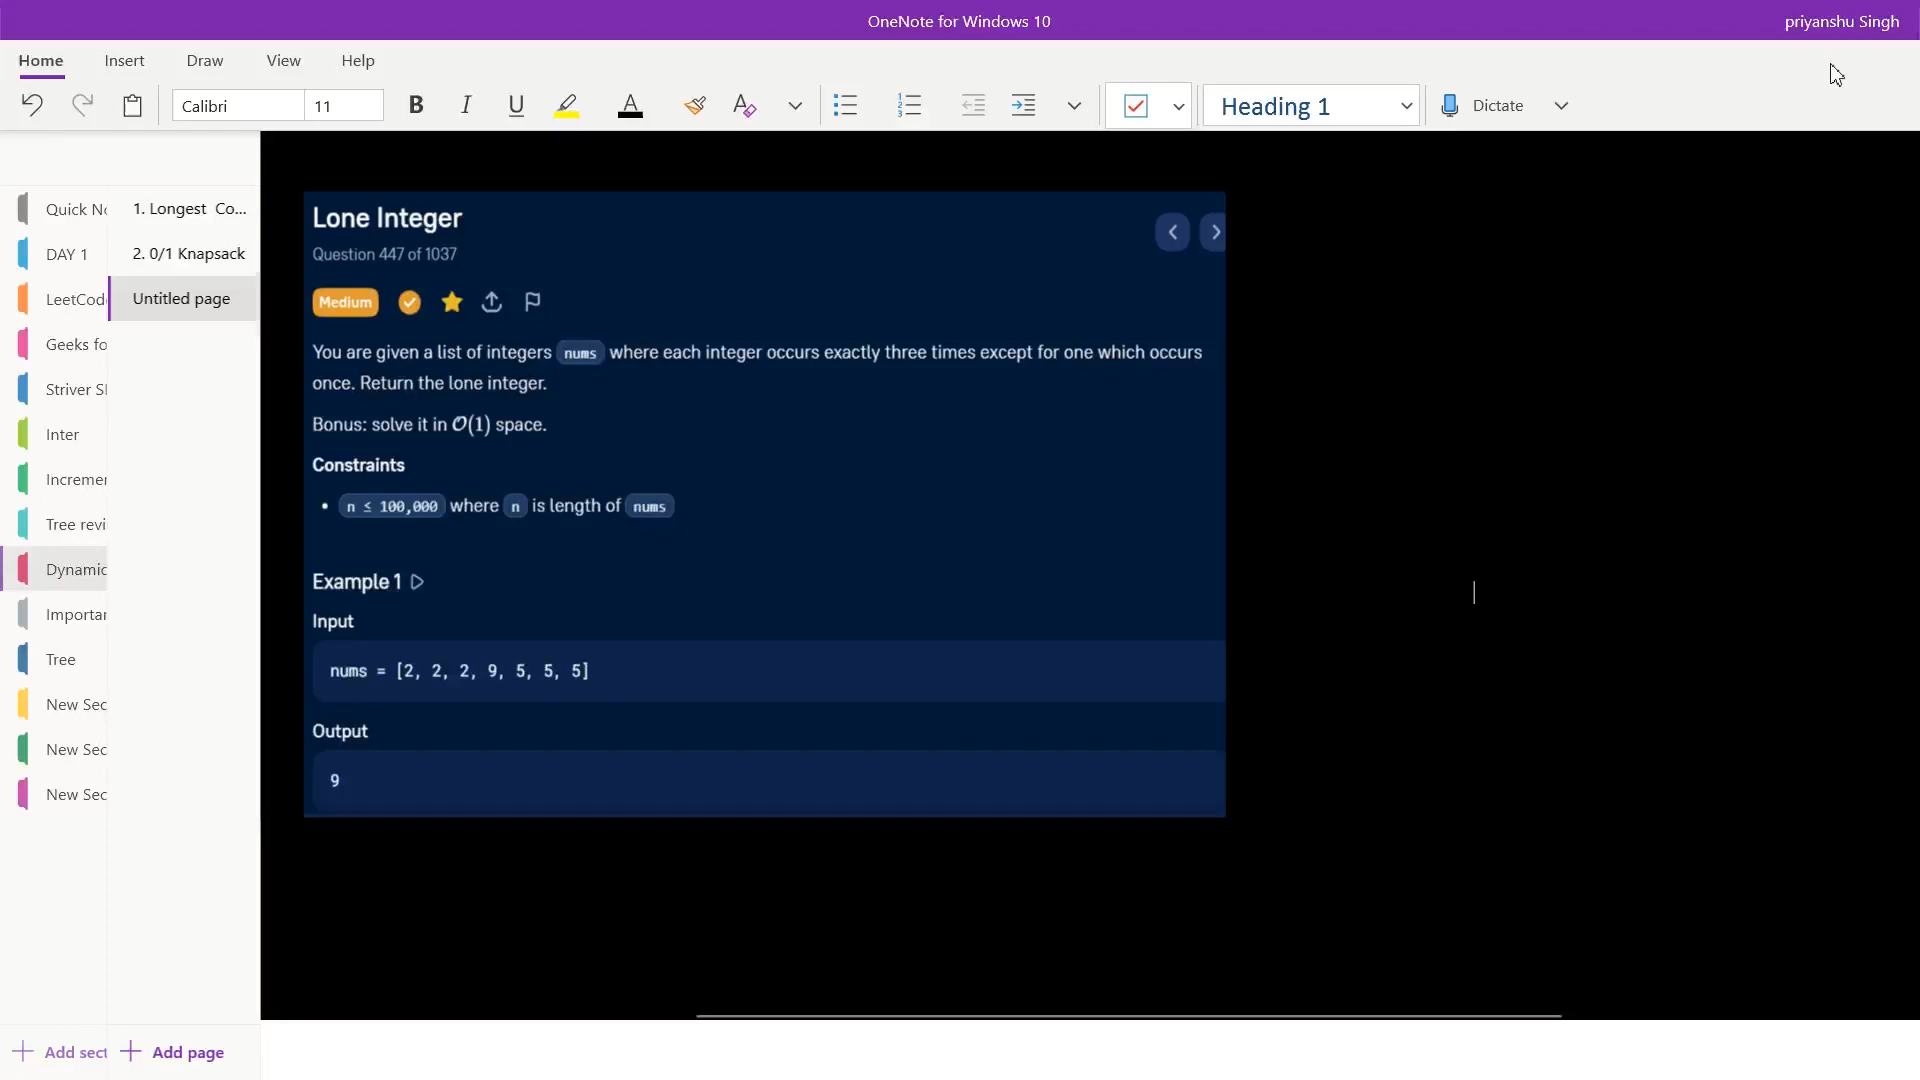 OneNote for Windows 10
priyanshu Singh
Home Insert Draw View Help
Calibri 11 B I U A A Heading 1 Dictate
Quick No
DAY 1
LeetCod
Geeks fo
Striver S
Inter
Incremer
Tree revi
Dynamic
Importar
Tree
New Sec
New Sec
New Sec
Add sect
1. Longest Co...
2. 0/1 Knapsack
Untitled page
Add page
Lone Integer
Question 447 of 1037
Medium
You are given a list of integers nums where each integer occurs exactly three times except for one which occurs
once. Return the lone integer.
Bonus: solve it in O(1) space.
Constraints
• n ≤ 100,000 where n is length of nums
Example 1
Input
nums = [2, 2, 2, 9, 5, 5, 5]
Output
9